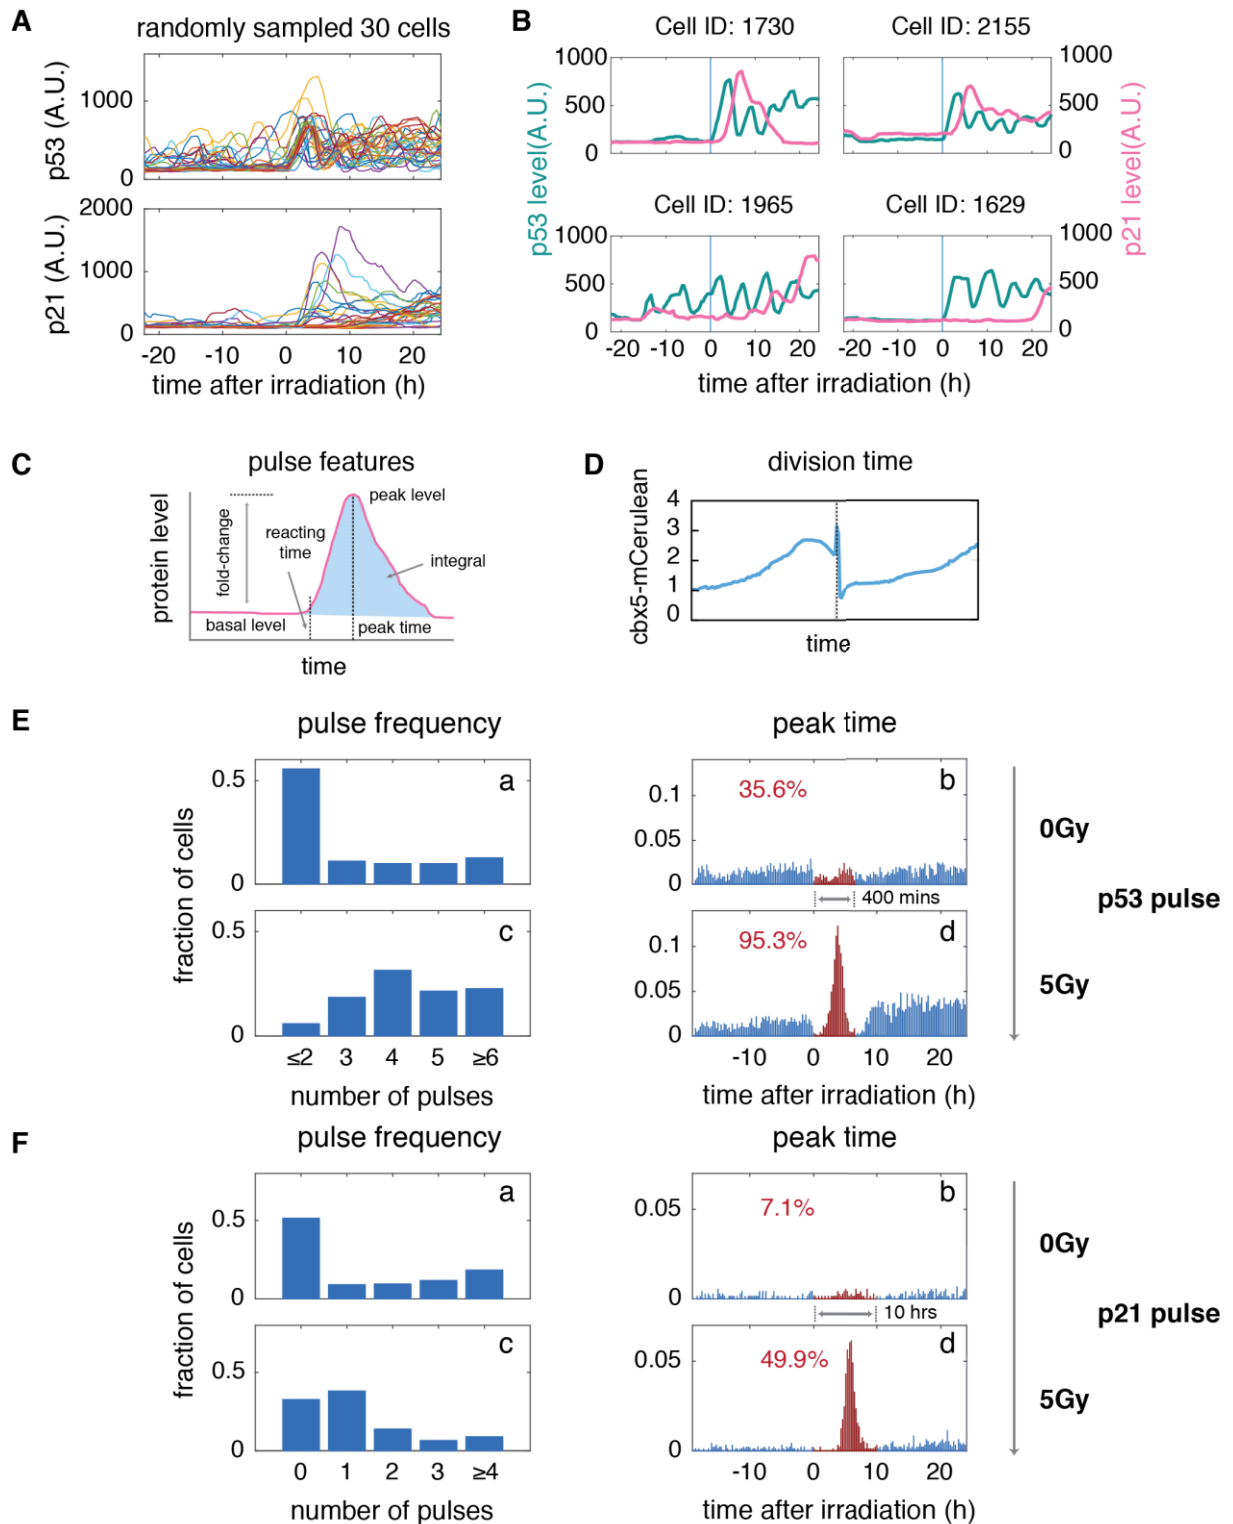 A
randomly sampled 30 cells
p53 (A.U.)
1000
0
p21 (A.U.)
2000
1000
0
-20 -10 0 10 20
time after irradiation (h)
B
Cell ID: 1730
Cell ID: 2155
1000
500
0
1000
500
0
Cell ID: 1965
Cell ID: 1629
1000
500
0
1000
500
0
p53 level(A.U.)
p21 level(A.U.)
-20 -10 0 10 20
-20 -10 0 10 20
time after irradiation (h)
C
pulse features
protein level
fold-change
reacting
time
peak level
integral
basal level
peak time
time
D
division time
cbx5-mCerulean
4
3
2
1
0
time
E
pulse frequency
peak time
fraction of cells
0.5
0
a
0.1
0.05
0
35.6%
b
0Gy
400 mins
p53 pulse
0.5
0
c
0.1
0.05
0
95.3%
d
5Gy
≤2 3 4 5 ≥6
number of pulses
-10 0 10 20
time after irradiation (h)
F
pulse frequency
peak time
fraction of cells
0.5
0
a
0.05
0
7.1%
b
0Gy
10 hrs
p21 pulse
0.5
0
c
0.05
0
49.9%
d
5Gy
0 1 2 3 ≥4
number of pulses
-10 0 10 20
time after irradiation (h)